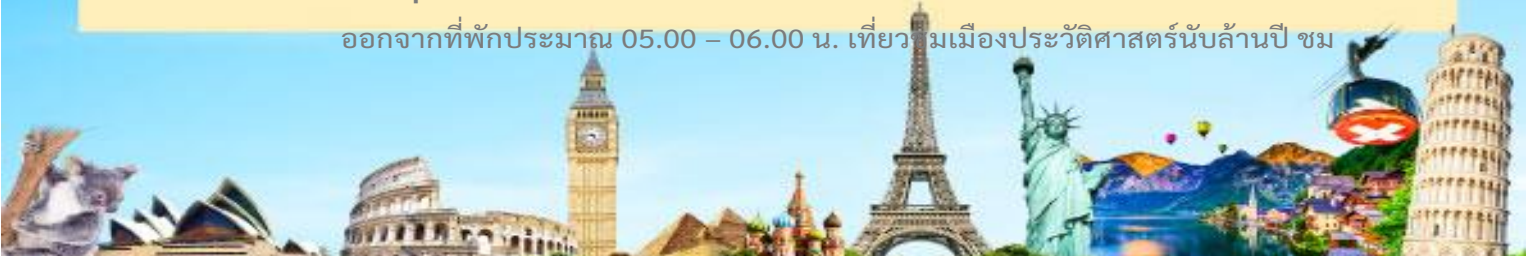 ออกจากที่พักประมาณ 05.00 – 06.00 น. เที่ยวชมเมืองประวัติศาสตร์นับล้านปี ชม